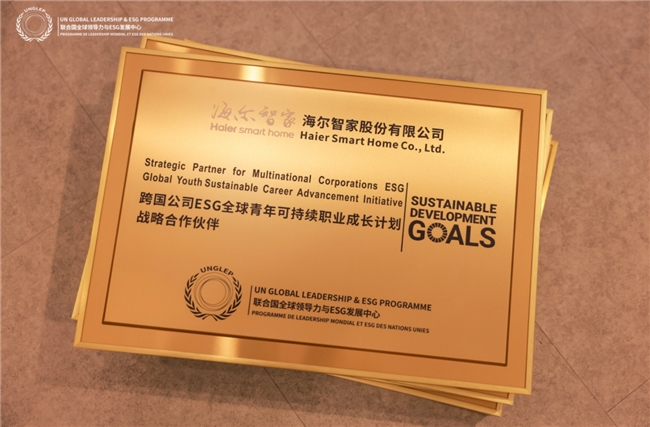 UNGLEP
UN GLOBAL LEADERSHIP & ESG PROGRAMME
联合国全球领导力与ESG发展中心
PROGRAMME DE LEADERSHIP MONDIAL ET ESG DES NATIONS UNIES
海尔智家 海尔智家股份有限公司
Haier smart home Haier Smart Home Co., Ltd.
Strategic Partner for Multinational Corporations ESG
Global Youth Sustainable Career Advancement Initiative
跨国公司ESG全球青年可持续职业成长计划
战略合作伙伴
SUSTAINABLE
DEVELOPMENT
GOALS
UNGLEP
UN GLOBAL LEADERSHIP & ESG PROGRAMME
联合国全球领导力与ESG发展中心
PROGRAMME DE LEADERSHIP MONDIAL ET ESG DES NATIONS UNIES